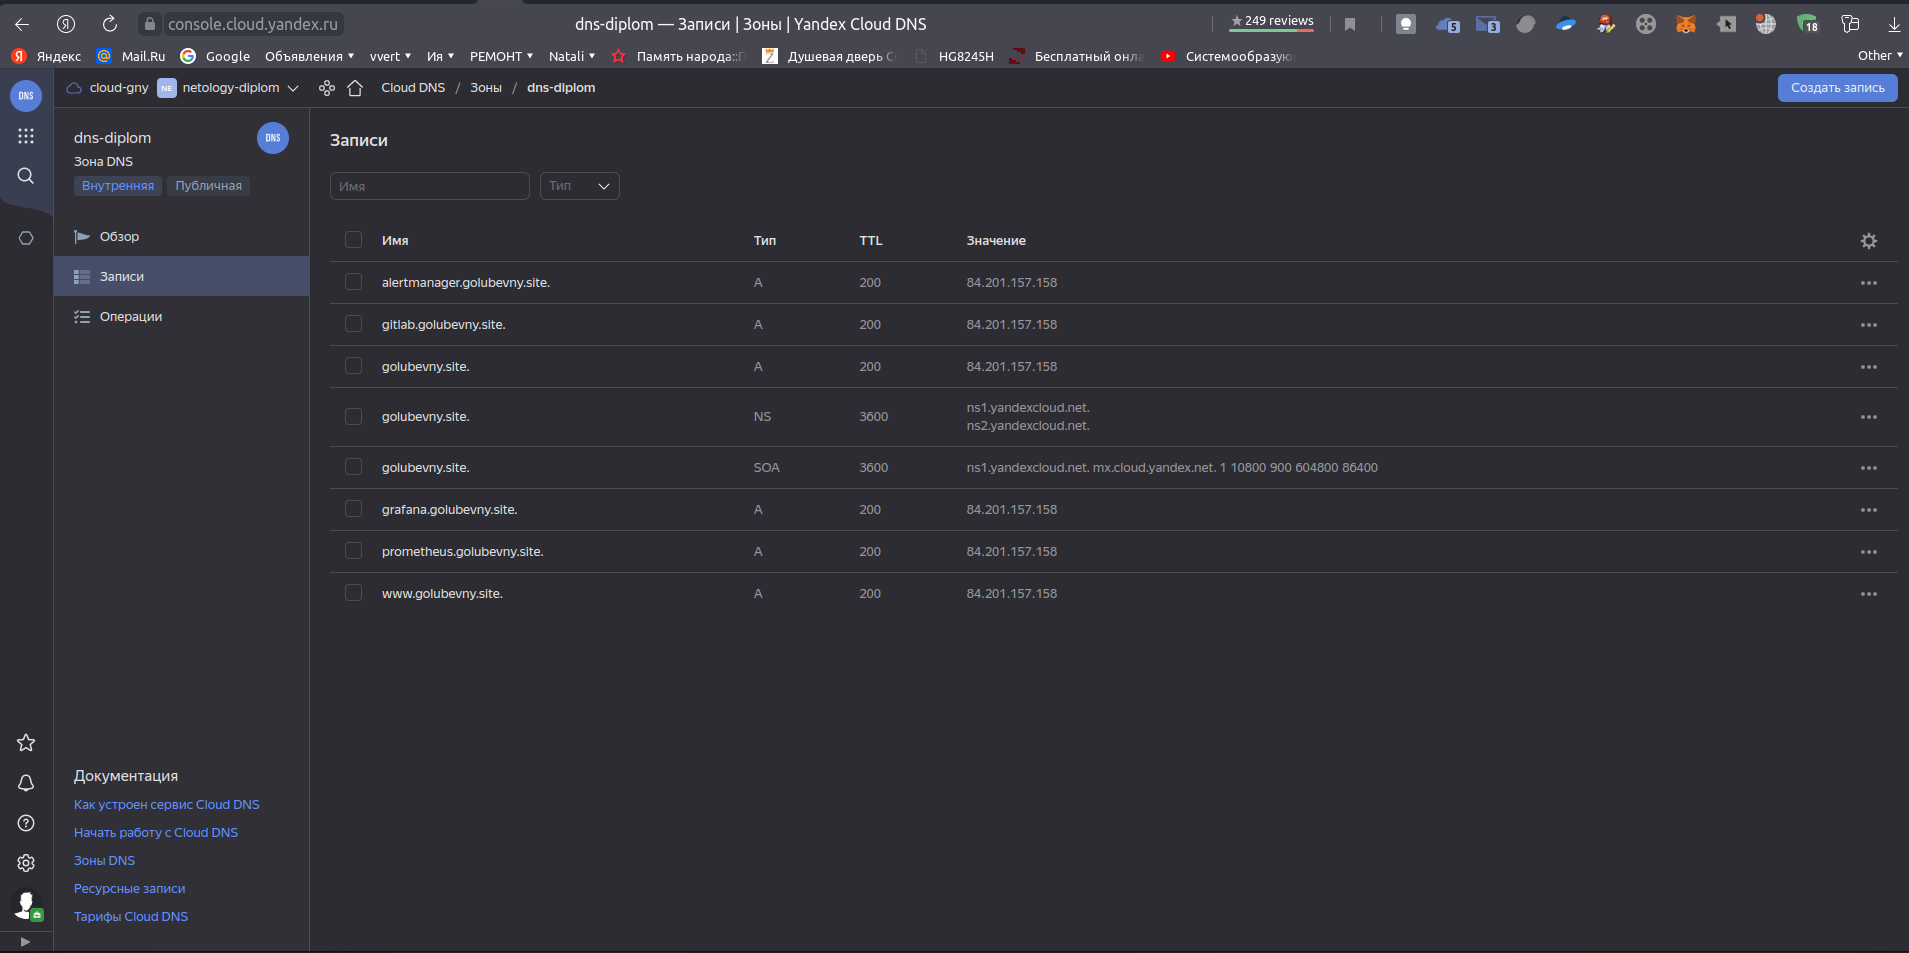 console.cloud.yandex.ru
dns-diplom — Записи | Зоны | Yandex Cloud DNS
★ 249 reviews
5
3
18
Яндекс
Mail.Ru
Google
Объявления
vvert
Ия
РЕМОНТ
Natali
Память народа::
Душевая дверь
HG8245H
Бесплатный онла
Системообразую
Other
DNS
cloud-gny
NE
netology-diplom
Cloud DNS / Зоны / dns-diplom
Создать запись
dns-diplom
DNS
Зона DNS
Внутренняя
Публичная
Обзор
Записи
Операции
Записи
Имя
Тип
Имя Тип TTL Значение
alertmanager.golubevny.site. A 200 84.201.157.158
gitlab.golubevny.site. A 200 84.201.157.158
golubevny.site. A 200 84.201.157.158
golubevny.site. NS 3600 ns1.yandexcloud.net.
ns2.yandexcloud.net.
golubevny.site. SOA 3600 ns1.yandexcloud.net. mx.cloud.yandex.net. 1 10800 900 604800 86400
grafana.golubevny.site. A 200 84.201.157.158
prometheus.golubevny.site. A 200 84.201.157.158
www.golubevny.site. A 200 84.201.157.158
Документация
Как устроен сервис Cloud DNS
Начать работу с Cloud DNS
Зоны DNS
Ресурсные записи
Тарифы Cloud DNS